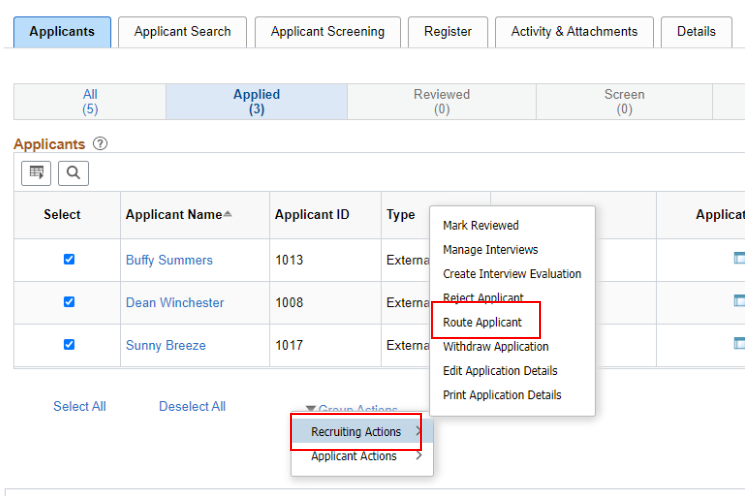 Applicants Applicant Search Applicant Screening Register Activity & Attachments Details
All Applied Reviewed Screen
(5) (3) (0) (0)
Applicants ?
Select Applicant Name Applicant ID Type Applicat
Buffy Summers 1013 Externa
Dean Winchester 1008 Externa
Sunny Breeze 1017 Externa
Mark Reviewed
Manage Interviews
Create Interview Evaluation
Reject Applicant
Route Applicant
Withdraw Application
Edit Application Details
Print Application Details
Select All Deselect All Group Actions
Recruiting Actions
Applicant Actions